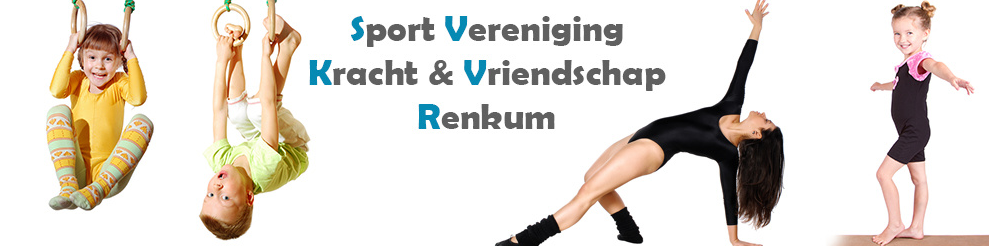 Sport Vereniging
Kracht & Vriendschap
Renkum